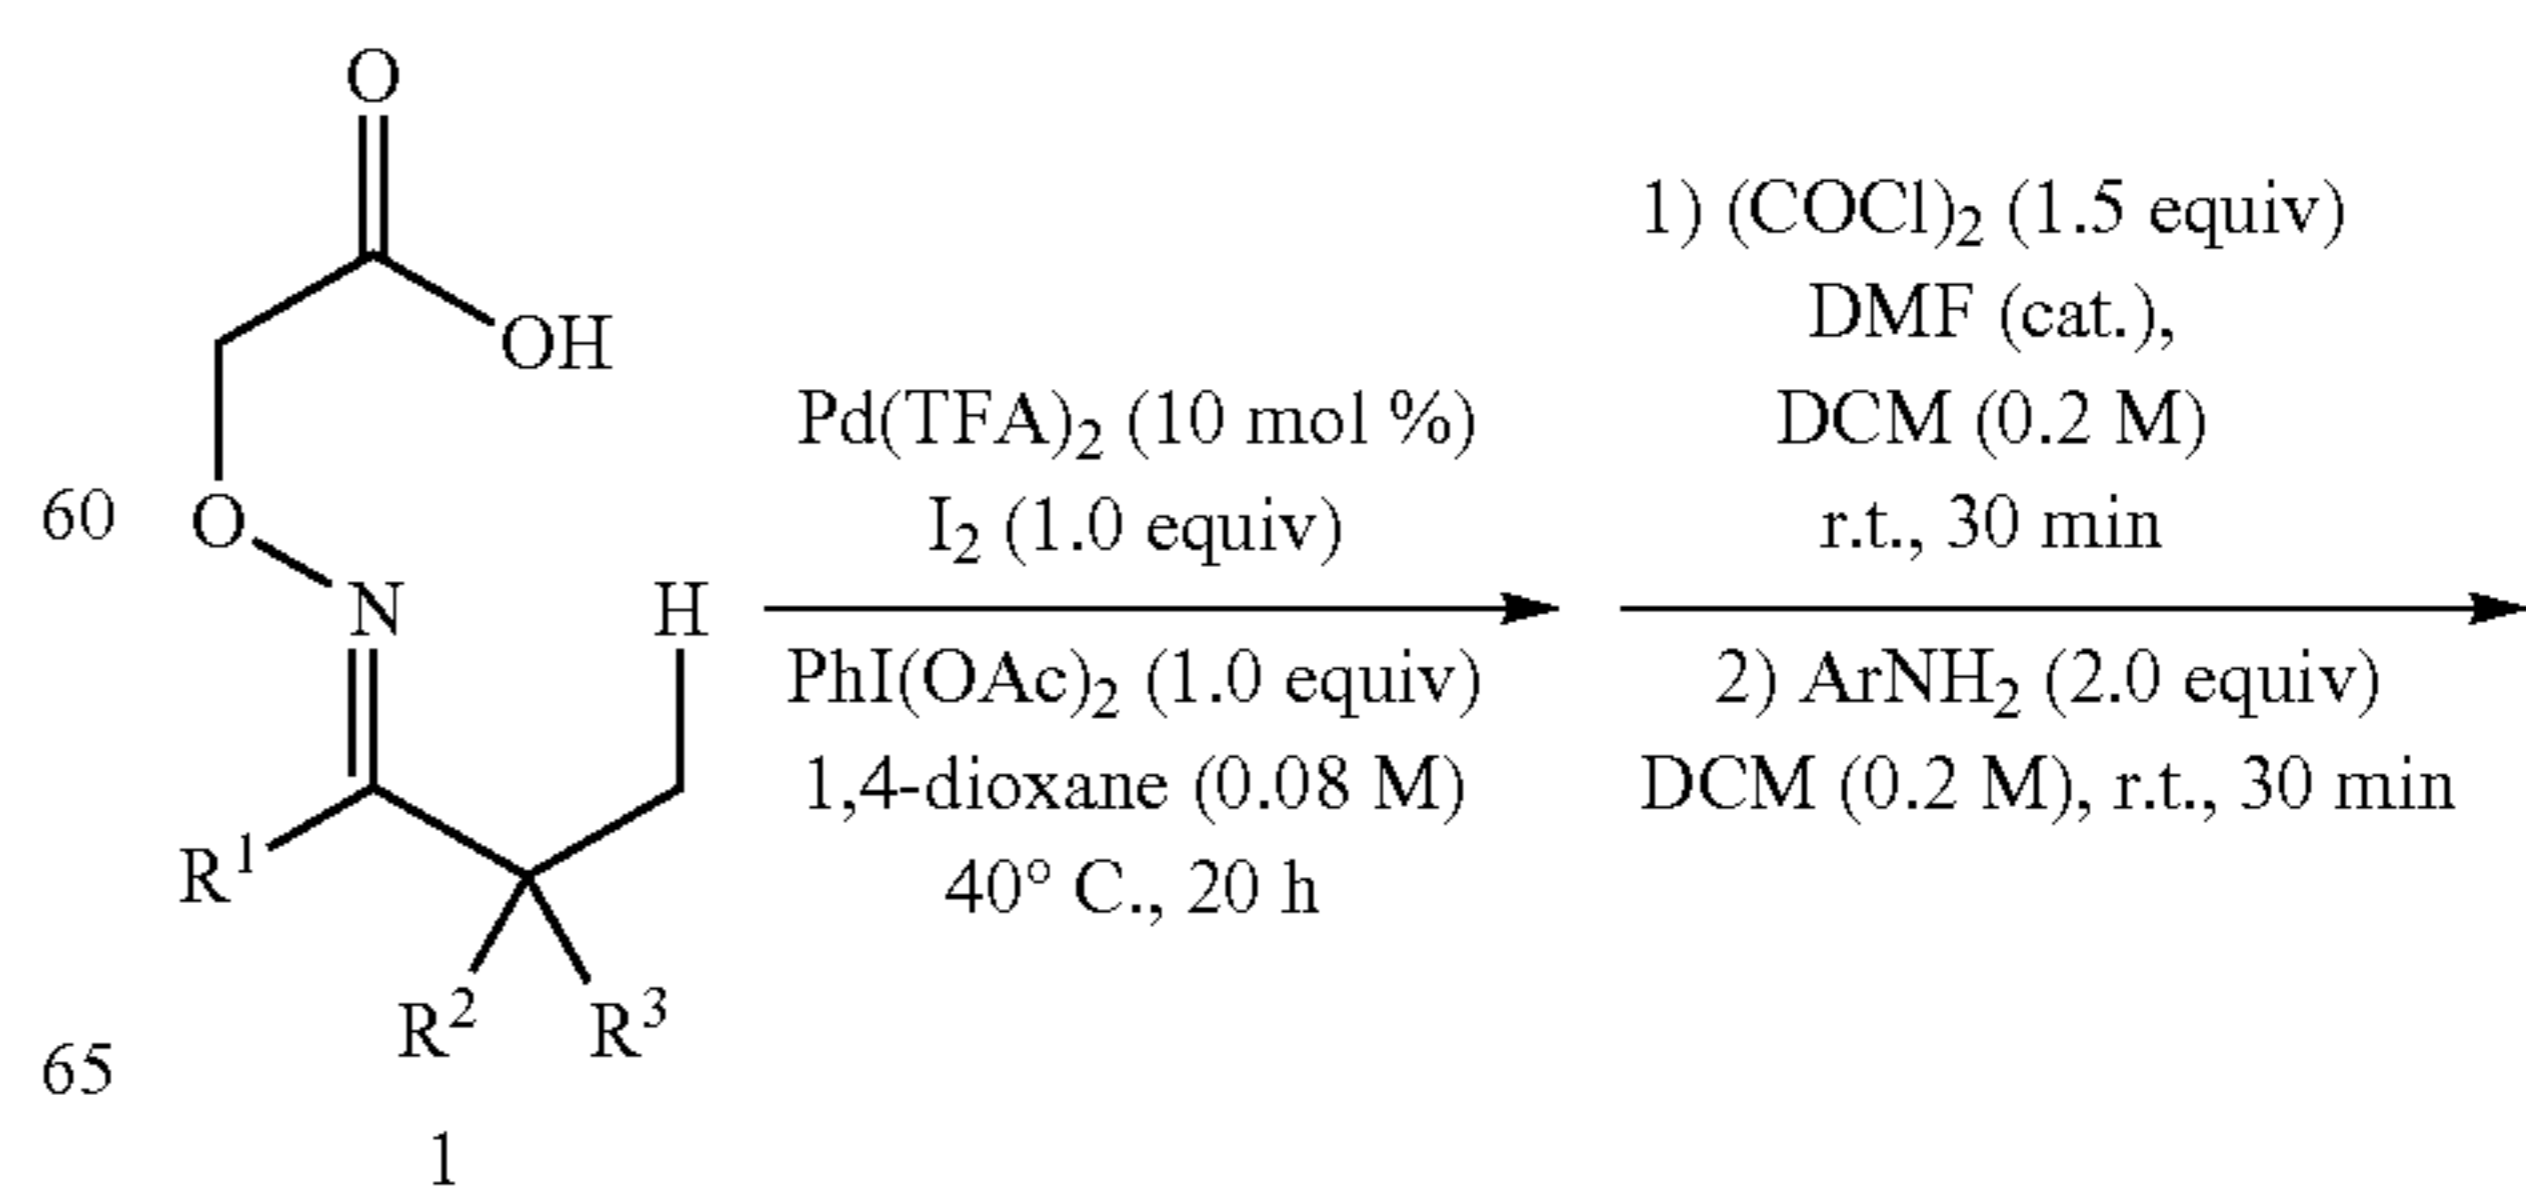 O
OH
O
N
H
R1
R2
R3
1
60
65
Pd(TFA)2 (10 mol %)
I2 (1.0 equiv)
PhI(OAc)2 (1.0 equiv)
1,4-dioxane (0.08 M)
40° C., 20 h
1) (COCl)2 (1.5 equiv)
DMF (cat.),
DCM (0.2 M)
r.t., 30 min
2) ArNH2 (2.0 equiv)
DCM (0.2 M), r.t., 30 min